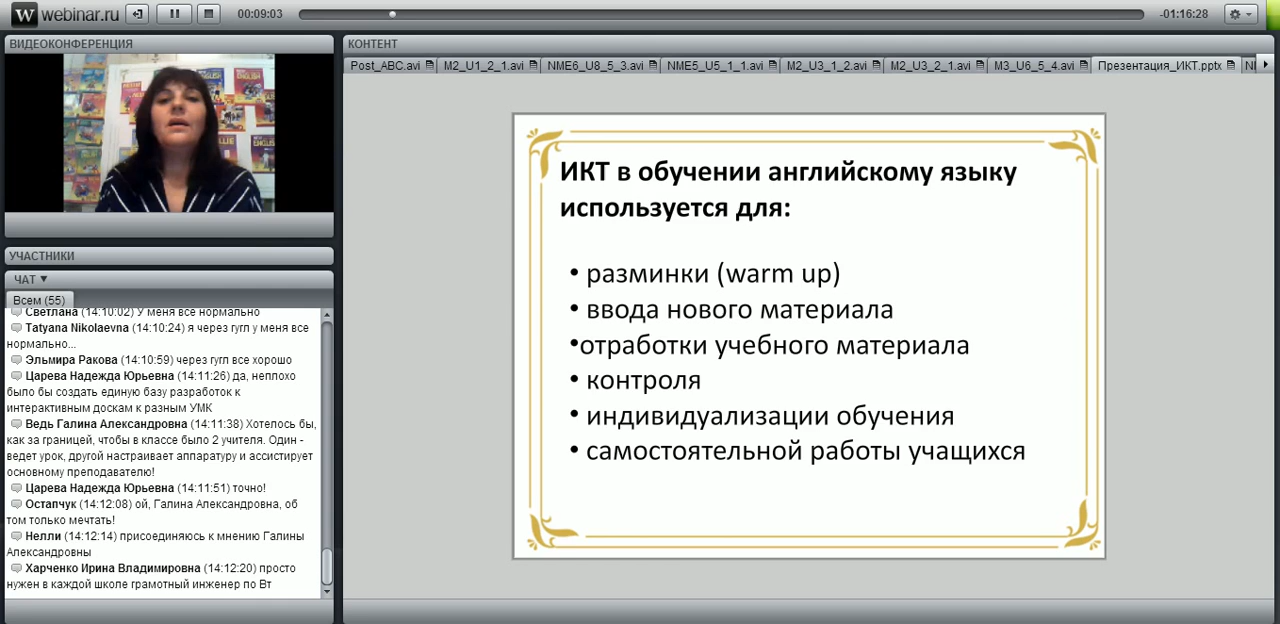 webinar.ru
00:09:03
-01:16:28
ВИДЕОКОНФЕРЕНЦИЯ
УЧАСТНИКИ
ЧАТ ▼
Всем (55)
Светлана (14:10:02) У меня все нормально
Tatyana Nikolaevna (14:10:24) я через гугл у меня все
нормально...
Эльмира Ракова (14:10:59) через гугл все хорошо
Царева Надежда Юрьевна (14:11:26) да, неплохо
было бы создать единую базу разработок к
интерактивным доскам к разным УМК
Ведь Галина Александровна (14:11:38) Хотелось бы,
как за границей, чтобы в классе было 2 учителя. Один -
ведет урок, другой настраивает аппаратуру и ассистирует
основному преподавателю!
Царева Надежда Юрьевна (14:11:51) точно!
Остапчук (14:12:08) ой, Галина Александровна, об
том только мечтать!
Нелли (14:12:14) присоединяюсь к мнению Галины
Александровны
Харченко Ирина Владимировна (14:12:20) просто
нужен в каждой школе грамотный инженер по Вт
КОНТЕНТ
Post_ABC.avi M2_U1_2_1.avi NME6_U8_5_3.avi NME5_U5_1_1.avi M2_U3_1_2.avi M2_U3_2_1.avi M3_U6_5_4.avi Презентация_ИКТ.pptx
ИКТ в обучении английскому языку
используется для:
• разминки (warm up)
• ввода нового материала
•отработки учебного материала
• контроля
• индивидуализации обучения
• самостоятельной работы учащихся